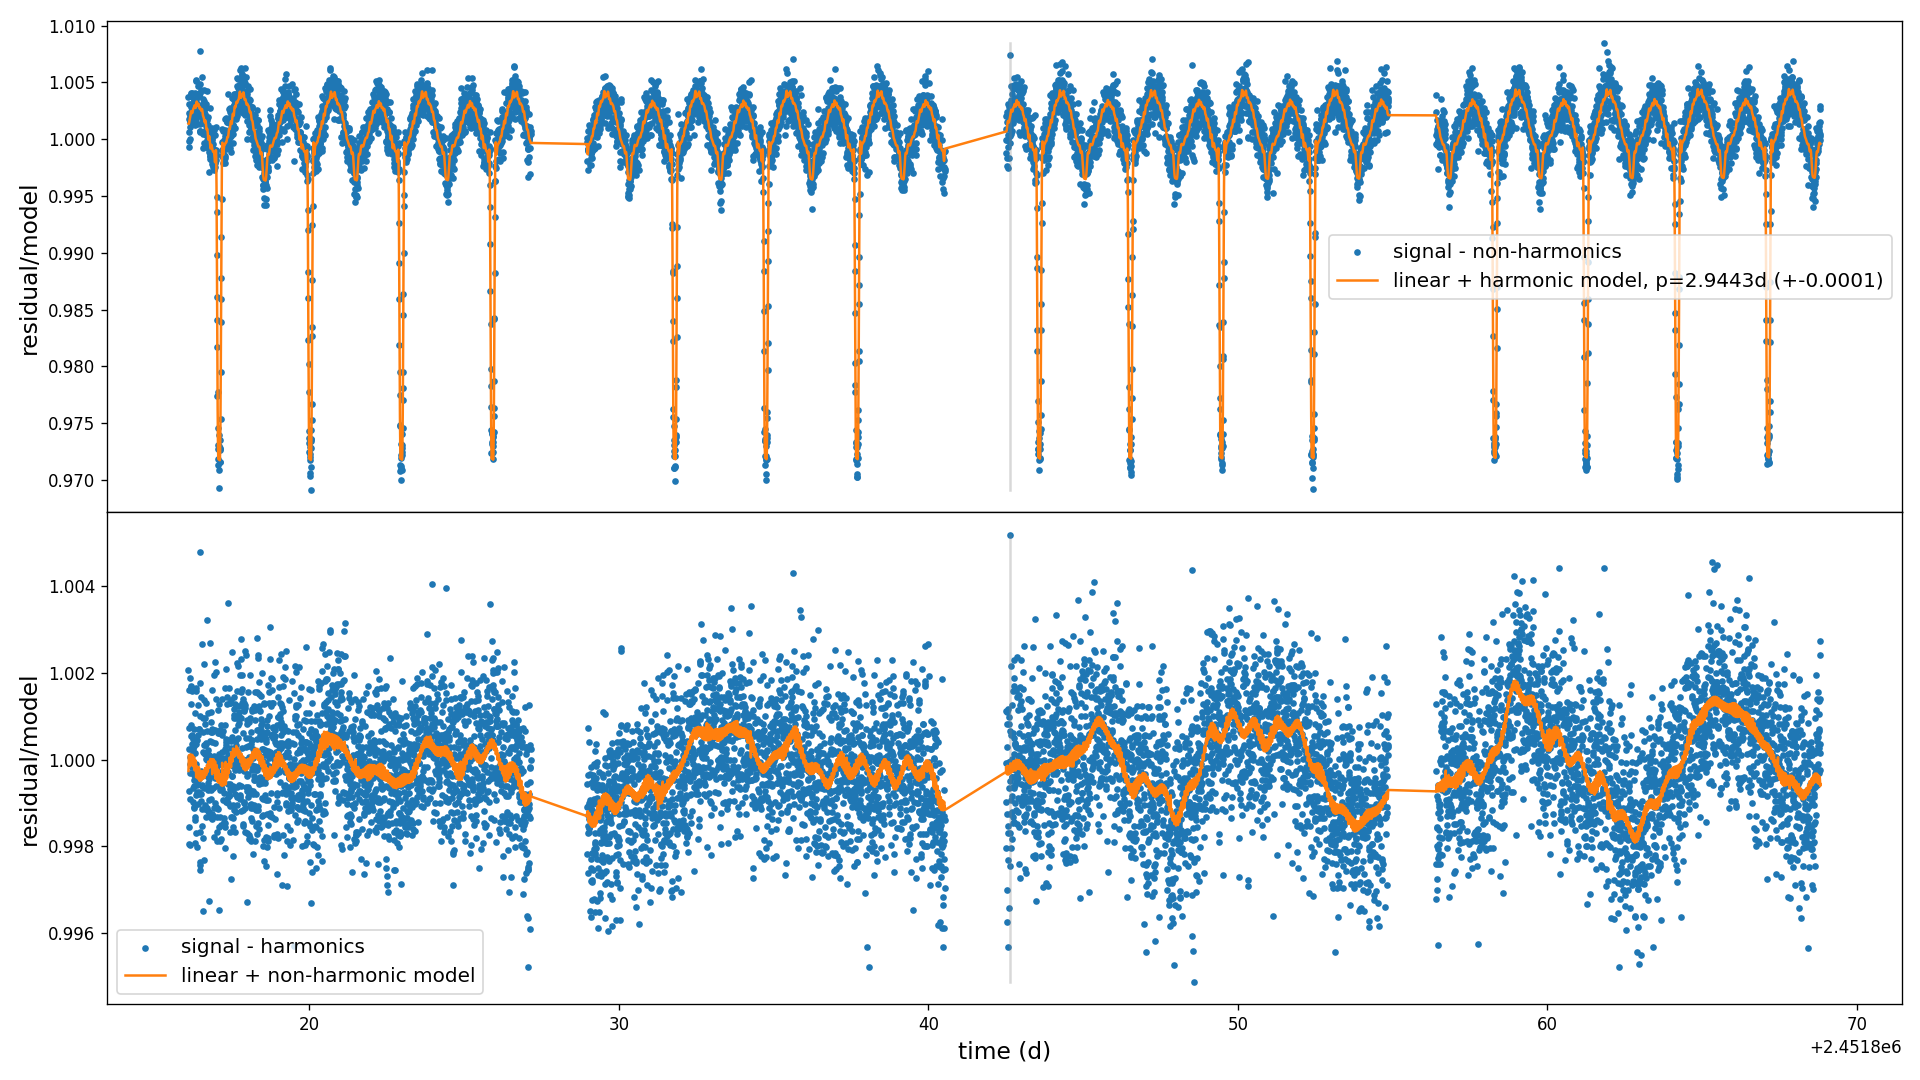 1.010
1.005
1.000
0.995
0.990
0.985
0.980
0.975
0.970
residual/model
signal - non-harmonics
linear + harmonic model, p=2.9443d (+-0.0001)
1.004
1.002
1.000
0.998
0.996
residual/model
signal - harmonics
linear + non-harmonic model
20 30 40 50 60 70
time (d)
+2.4518e6